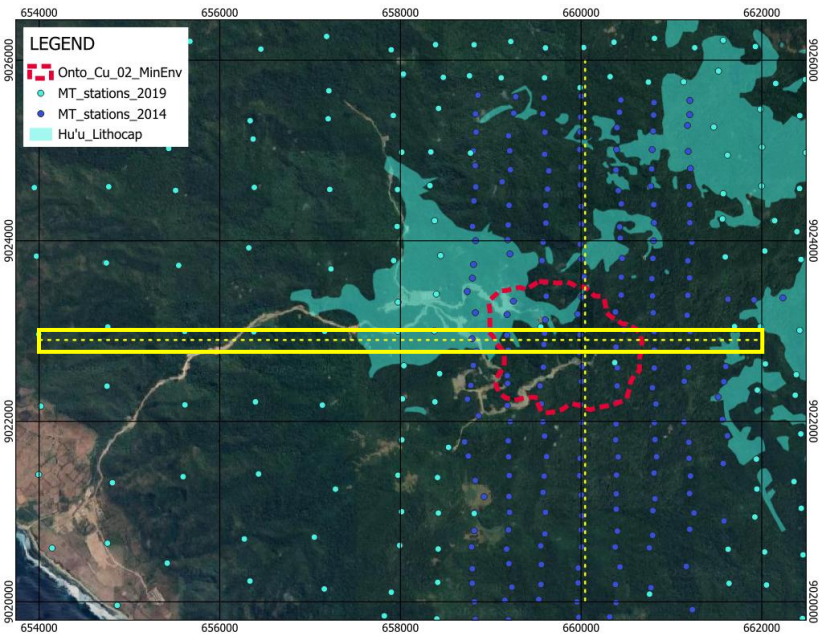 654000 656000 658000 660000 662000
LEGEND
Onto_Cu_02_MinEnv
MT_stations_2019
MT_stations_2014
Hu'u_Lithocap
9026000 9026000
9024000 9024000
9022000 9022000
9020000 9020000
654000 656000 658000 660000 662000